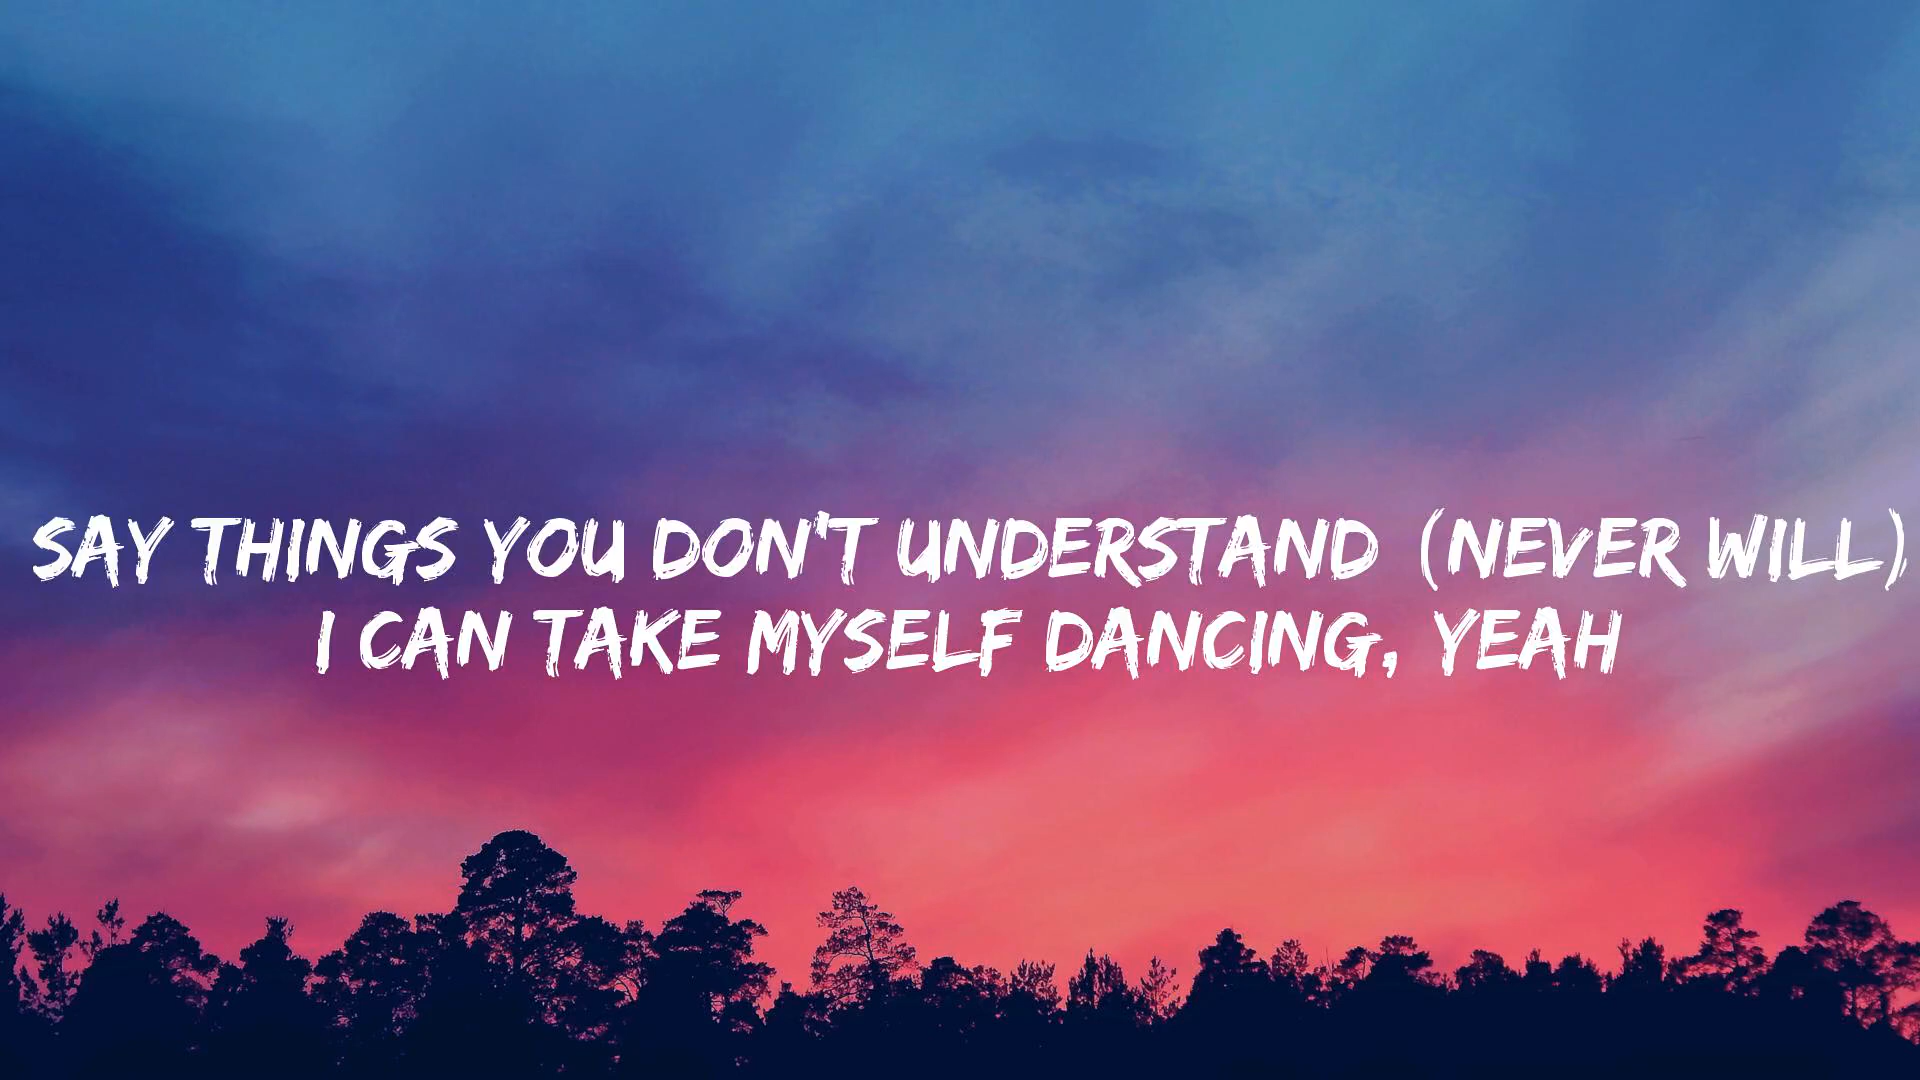 SAY THINGS YOU DON'T UNDERSTAND (NEVER WILL)
I CAN TAKE MYSELF DANCING, YEAH